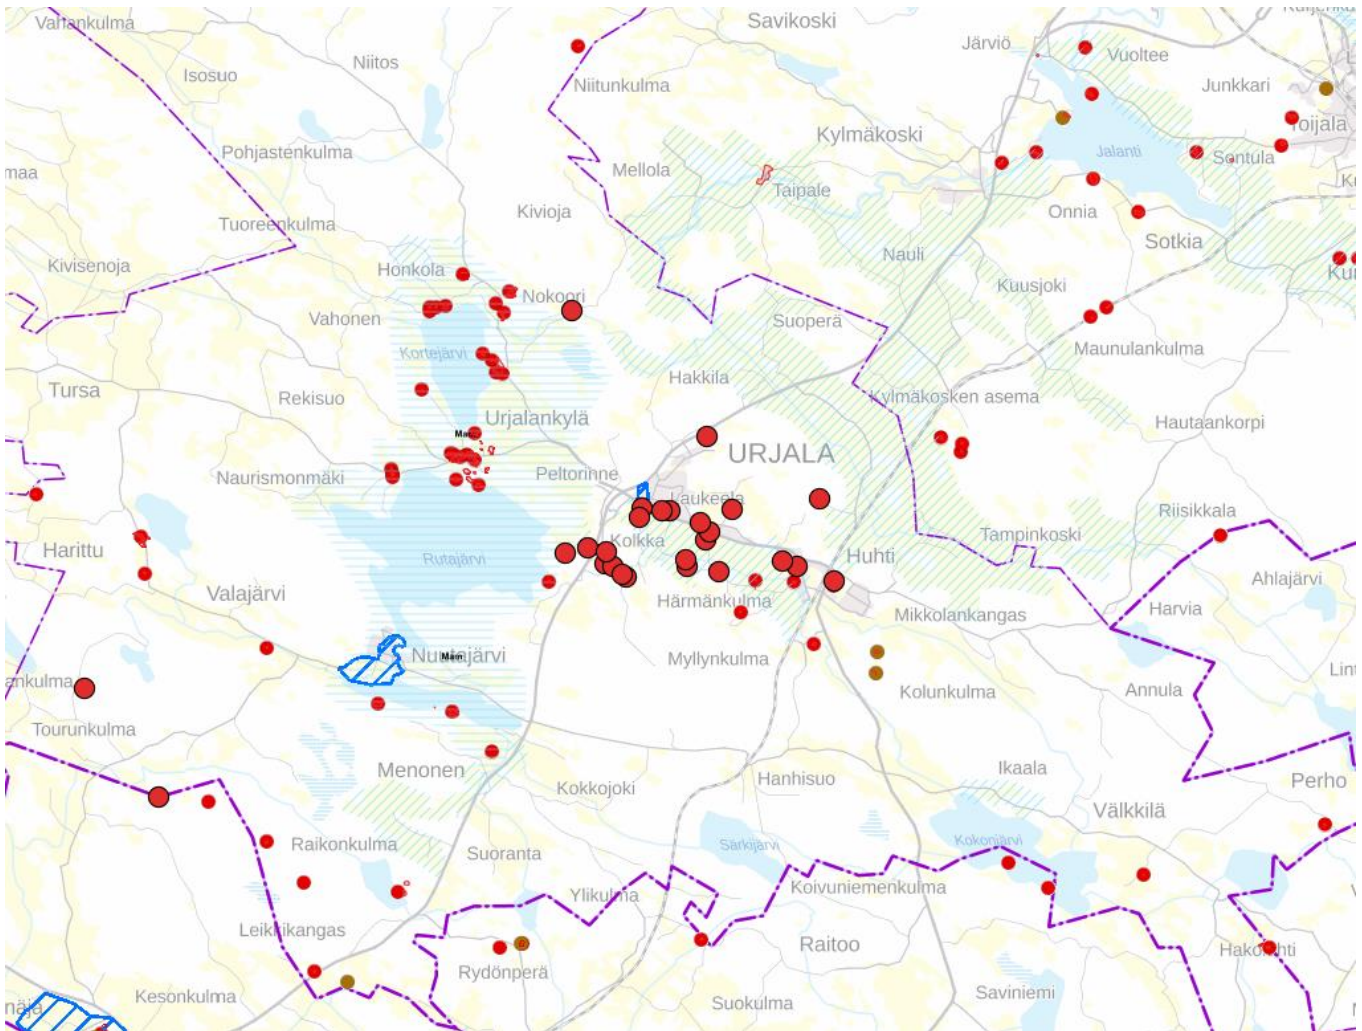 Vahankulma
Savikoski
Järviö
Vuoltee
Niitos
Isosuo
Niitunkulma
Junkkari
Toijala
Kylmäkoski
Pohjastenkulma
Jalanti
Sontula
Mellola
maa
Taipale
Kivioja
Onnia
Tuoreenkulma
Sotkia
Nauli
Kivisenoja
Honkola
Kuusjoki
Nokoori
Vahonen
Suoperä
Kortejärvi
Maunulankulma
Hakkila
Tursa
Rekisuo
Kylmäkosken asema
Urjalankylä
Hautaankorpi
URJALA
Peltorinne
Naurismonmäki
Laukeela
Riisikkala
Tampinkoski
Kolkka
Harittu
Rutajärvi
Huhti
Ahlajärvi
Valajärvi
Härmänkulma
Harvia
Mikkolankangas
Nuutajärvi
Myllynkulma
ankulma
Kolunkulma
Annula
Tourunkulma
Menonen
Ikaala
Hanhisuo
Perho
Kokkojoki
Välkkilä
Raikonkulma
Särkijärvi
Kokonjärvi
Suoranta
Koivuniemenkulma
Ylikulma
Leikkikangas
Raitoo
Rydönperä
Saviniemi
Kesonkulma
Suokulma